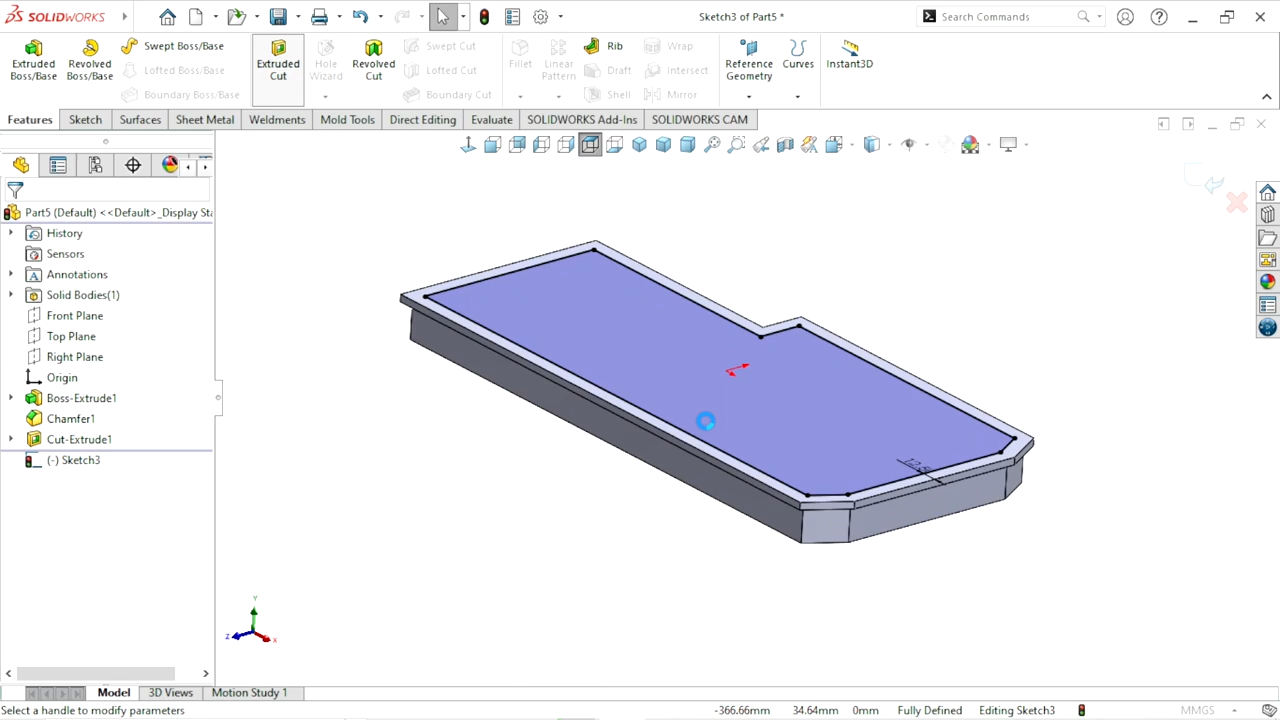 SOLIDWORKS
Sketch3 of Part5 *
Search Commands
Extruded Boss/Base
Revolved Boss/Base
Swept Boss/Base
Lofted Boss/Base
Boundary Boss/Base
Extruded Cut
Hole Wizard
Revolved Cut
Swept Cut
Lofted Cut
Boundary Cut
Fillet
Linear Pattern
Rib
Draft
Shell
Wrap
Intersect
Mirror
Reference Geometry
Curves
Instant3D
Features
Sketch
Surfaces
Sheet Metal
Weldments
Mold Tools
Direct Editing
Evaluate
SOLIDWORKS Add-Ins
SOLIDWORKS CAM
Part5 (Default) <<Default>_Display Sta
History
Sensors
Annotations
Solid Bodies(1)
Front Plane
Top Plane
Right Plane
Origin
Boss-Extrude1
Chamfer1
Cut-Extrude1
(-) Sketch3
Y
Z
X
Model
3D Views
Motion Study 1
Select a handle to modify parameters
-366.66mm
34.64mm
0mm
Fully Defined
Editing Sketch3
MMGS